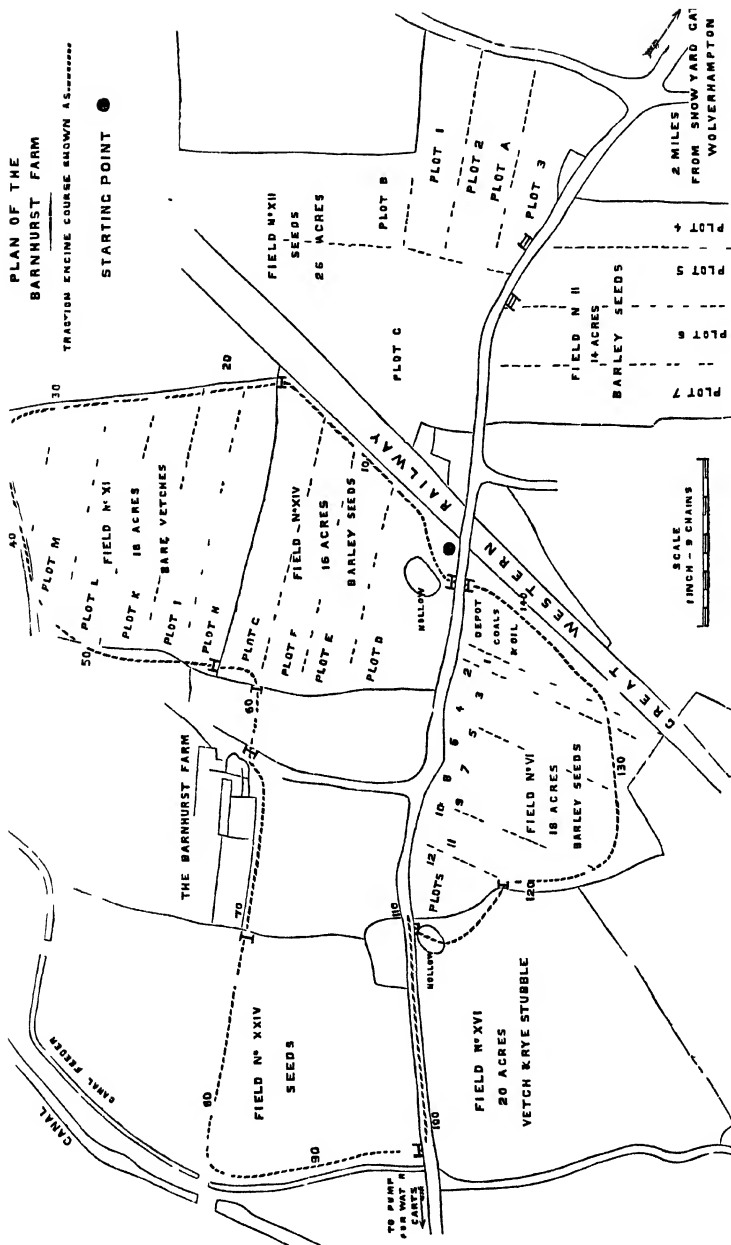 PLAN OF THE
BARNHURST FARM
TRACTION ENGINE COURSE SHOWN AS
STARTING POINT
FIELD No XII
SEEDS
26 ACRES
PLOT B
PLOT 1
PLOT 2
PLOT A
PLOT 3
PLOT C
2 MILES
FROM SNOW YARD GAT
WOLVERHAMPTON
PLOT 4
PLOT 5
PLOT 6
PLOT 7
FIELD N II
14 ACRES
BARLEY SEEDS
GREAT WESTERN RAILWAY
SCALE
1 INCH - 9 CHAINS
10
20
30
40
50
60
70
80
90
100
110
120
130
140
PLOT M
PLOT L
PLOT K
PLOT I
PLOT H
FIELD No XI
18 ACRES
BARE VETCHES
FIELD No XIV
16 ACRES
BARLEY SEEDS
PLOT G
PLOT F
PLOT E
PLOT D
HOLLOW
DEPOT
COALS
& OIL
1
2
3
4
5
6
7
8
9
10
11
12
PLOTS
FIELD No VI
18 ACRES
BARLEY SEEDS
THE BARNHURST FARM
HOLLOW
FIELD No XXIV
SEEDS
FIELD No XVI
20 ACRES
VETCH & RYE STUBBLE
CANAL
CANAL FEEDER
TO PUMP
FOR WAT R
CARTS